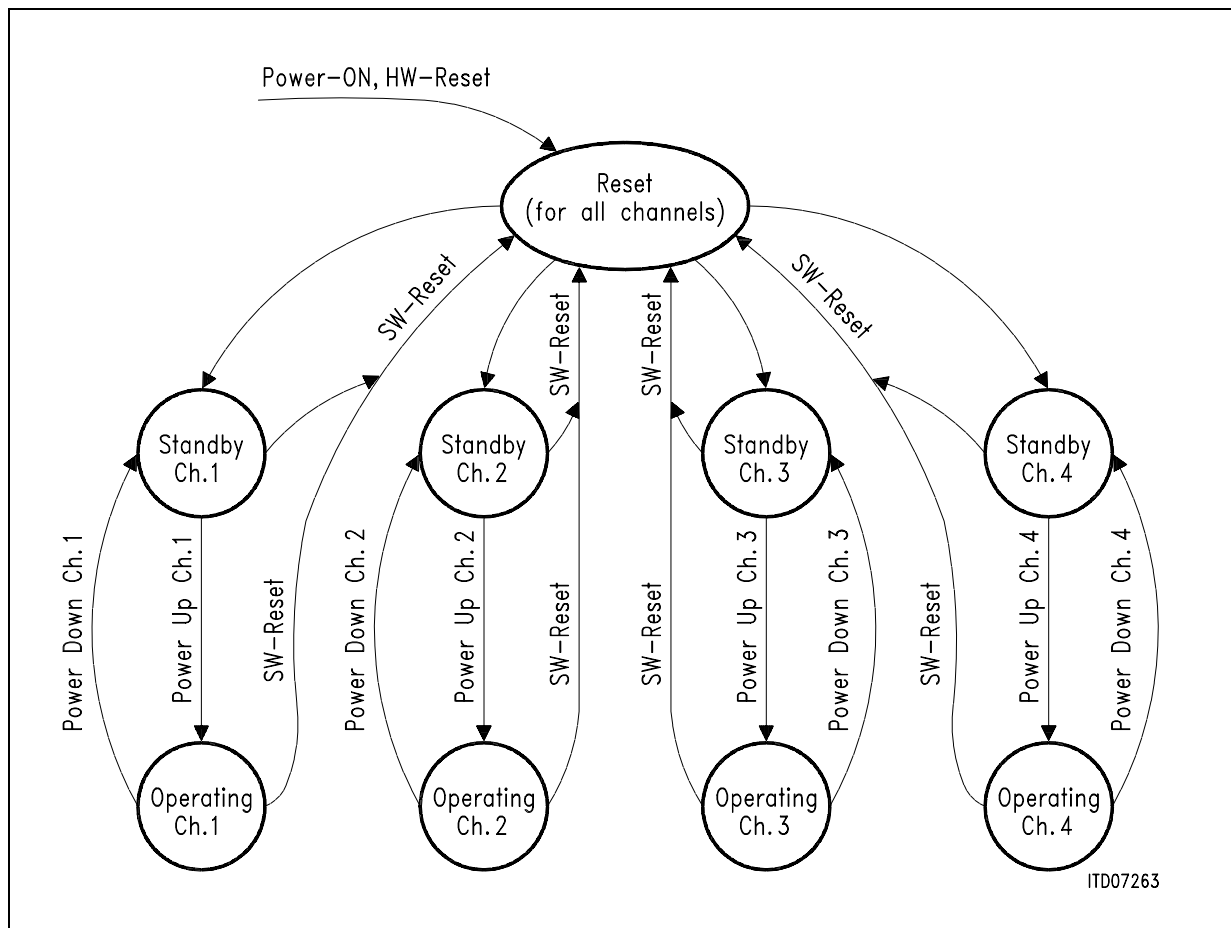 Power-ON, HW-Reset
Reset
(for all channels)
SW-Reset
SW-Reset
SW-Reset
SW-Reset
Standby
Ch.1
Standby
Ch.2
Standby
Ch.3
Standby
Ch.4
Power Down Ch.1
Power Up Ch.1
SW-Reset
Power Down Ch.2
Power Up Ch.2
SW-Reset
SW-Reset
Power Up Ch.3
Power Down Ch.3
SW-Reset
Power Up Ch.4
Power Down Ch.4
Operating
Ch.1
Operating
Ch.2
Operating
Ch.3
Operating
Ch.4
ITD07263